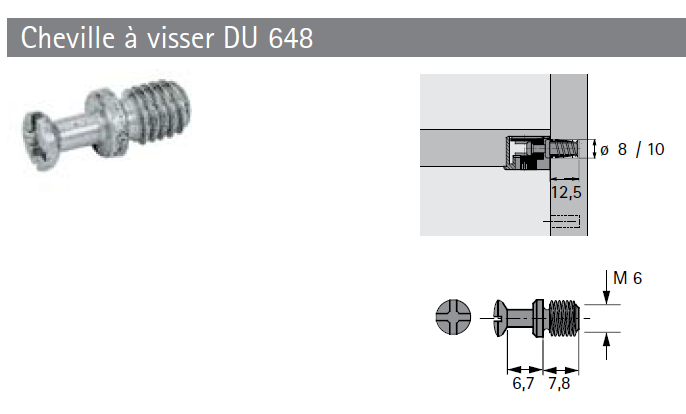 Cheville à visser DU 648
ø 8 / 10
12,5
M 6
6,7
7,8